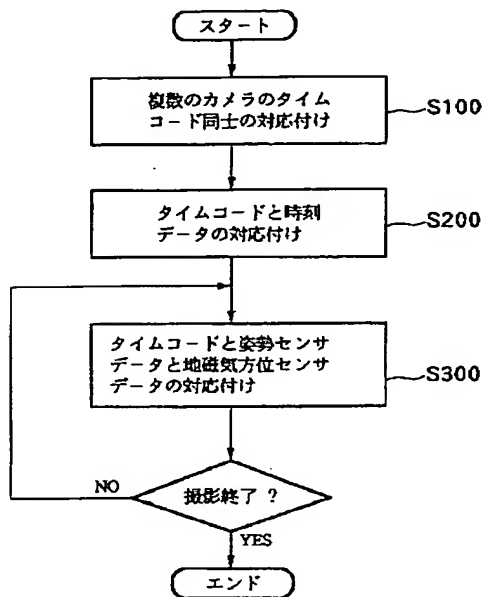 スタート
複数のカメラのタイム
コード同士の対応付け
S100
タイムコードと時刻
データの対応付け
S200
タイムコードと姿勢センサ
データと地磁気方位センサ
データの対応付け
S300
NO
撮影終了 ?
YES
エンド